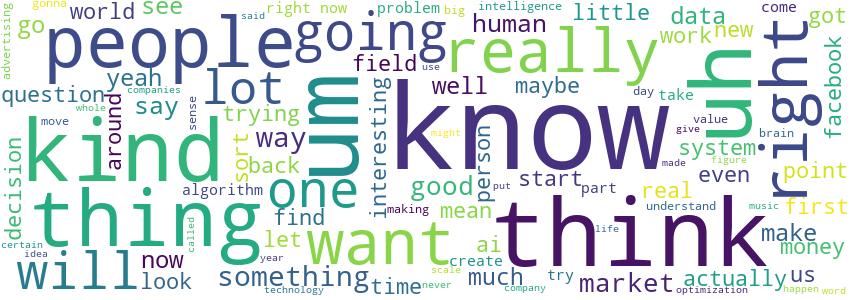 gonna
world
see
right now
problem
said
big
intelligence
little
data
come
got
advertising
go
people
going
really
human
work
new
uh
right
facebook
yeah
lot
field
well
maybe
use
day
take
question
companies
say
um
know
whole
around
sense
trying
interesting
value
give
brain
move
kind
sort
way
person
system
might
figure
made
decision
back
algorithm
one
good
start
even
point
put
part
real
thing
find
mean
making
think
understand
music
first
life
called
let
want
ai
make
money
certain
idea
will
now
look
something
year
time
scale
create
much
never
try
market
actually
us
technology
company
optimization
happen
word